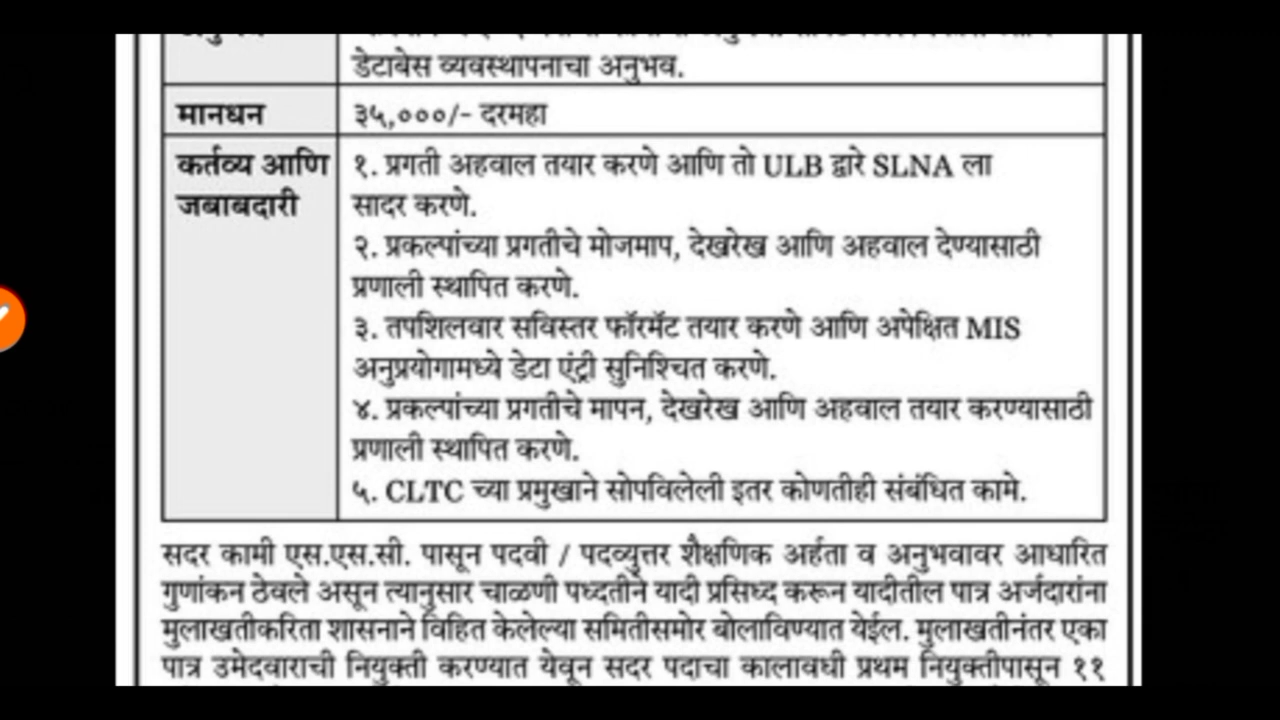 डेटाबेस व्यवस्थापनाचा अनुभव.
मानधन ३५,०००/- दरमहा
कर्तव्य आणि १. प्रगती अहवाल तयार करणे आणि तो ULB द्वारे SLNA ला
जबाबदारी सादर करणे.
२. प्रकल्पांच्या प्रगतीचे मोजमाप, देखरेख आणि अहवाल देण्यासाठी
प्रणाली स्थापित करणे.
३. तपशिलवार सविस्तर फॉरमॅट तयार करणे आणि अपेक्षित MIS
अनुप्रयोगामध्ये डेटा एंट्री सुनिश्चित करणे.
४. प्रकल्पांच्या प्रगतीचे मापन, देखरेख आणि अहवाल तयार करण्यासाठी
प्रणाली स्थापित करणे.
५. CLTC च्या प्रमुखाने सोपविलेली इतर कोणतीही संबंधित कामे.
सदर कामी एस.एस.सी. पासून पदवी / पदव्युत्तर शैक्षणिक अर्हता व अनुभवावर आधारित
गुणांकन ठेवले असून त्यानुसार चाळणी पध्दतीने यादी प्रसिध्द करून यादीतील पात्र अर्जदारांना
मुलाखतीकरिता शासनाने विहित केलेल्या समितीसमोर बोलाविण्यात येईल. मुलाखतीनंतर एका
पात्र उमेदवाराची नियुक्ती करण्यात येवून सदर पदाचा कालावधी प्रथम नियुक्तीपासून ११